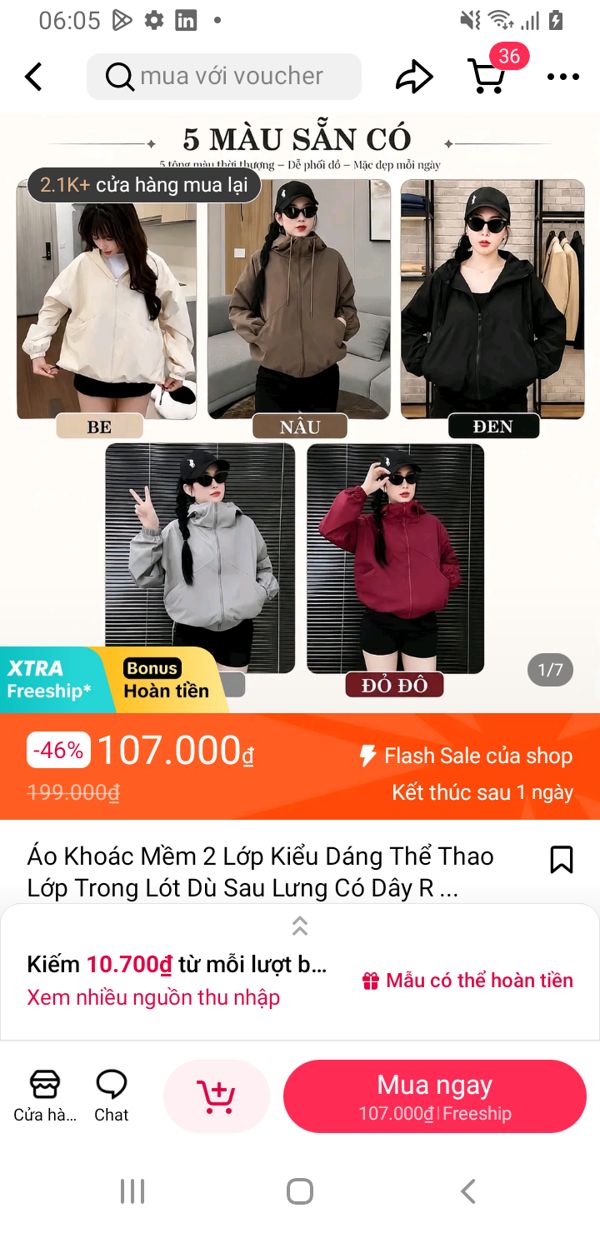 06:05
mua với voucher
36
5 MÀU SẴN CÓ
5 tông màu thời thượng – Dễ phối đồ – Mặc đẹp mỗi ngày
2.1K+ cửa hàng mua lại
BE
NÂU
ĐEN
ĐỎ ĐÔ
XTRA
Freeship*
Bonus
Hoàn tiền
1/7
-46% 107.000₫
Flash Sale của shop
199.000₫
Kết thúc sau 1 ngày
Áo Khoác Mềm 2 Lớp Kiểu Dáng Thể Thao
Lớp Trong Lót Dù Sau Lưng Có Dây R ...
Kiếm 10.700₫ từ mỗi lượt b...
Mẫu có thể hoàn tiền
Xem nhiều nguồn thu nhập
Cửa hà...
Chat
Mua ngay
107.000₫ | Freeship